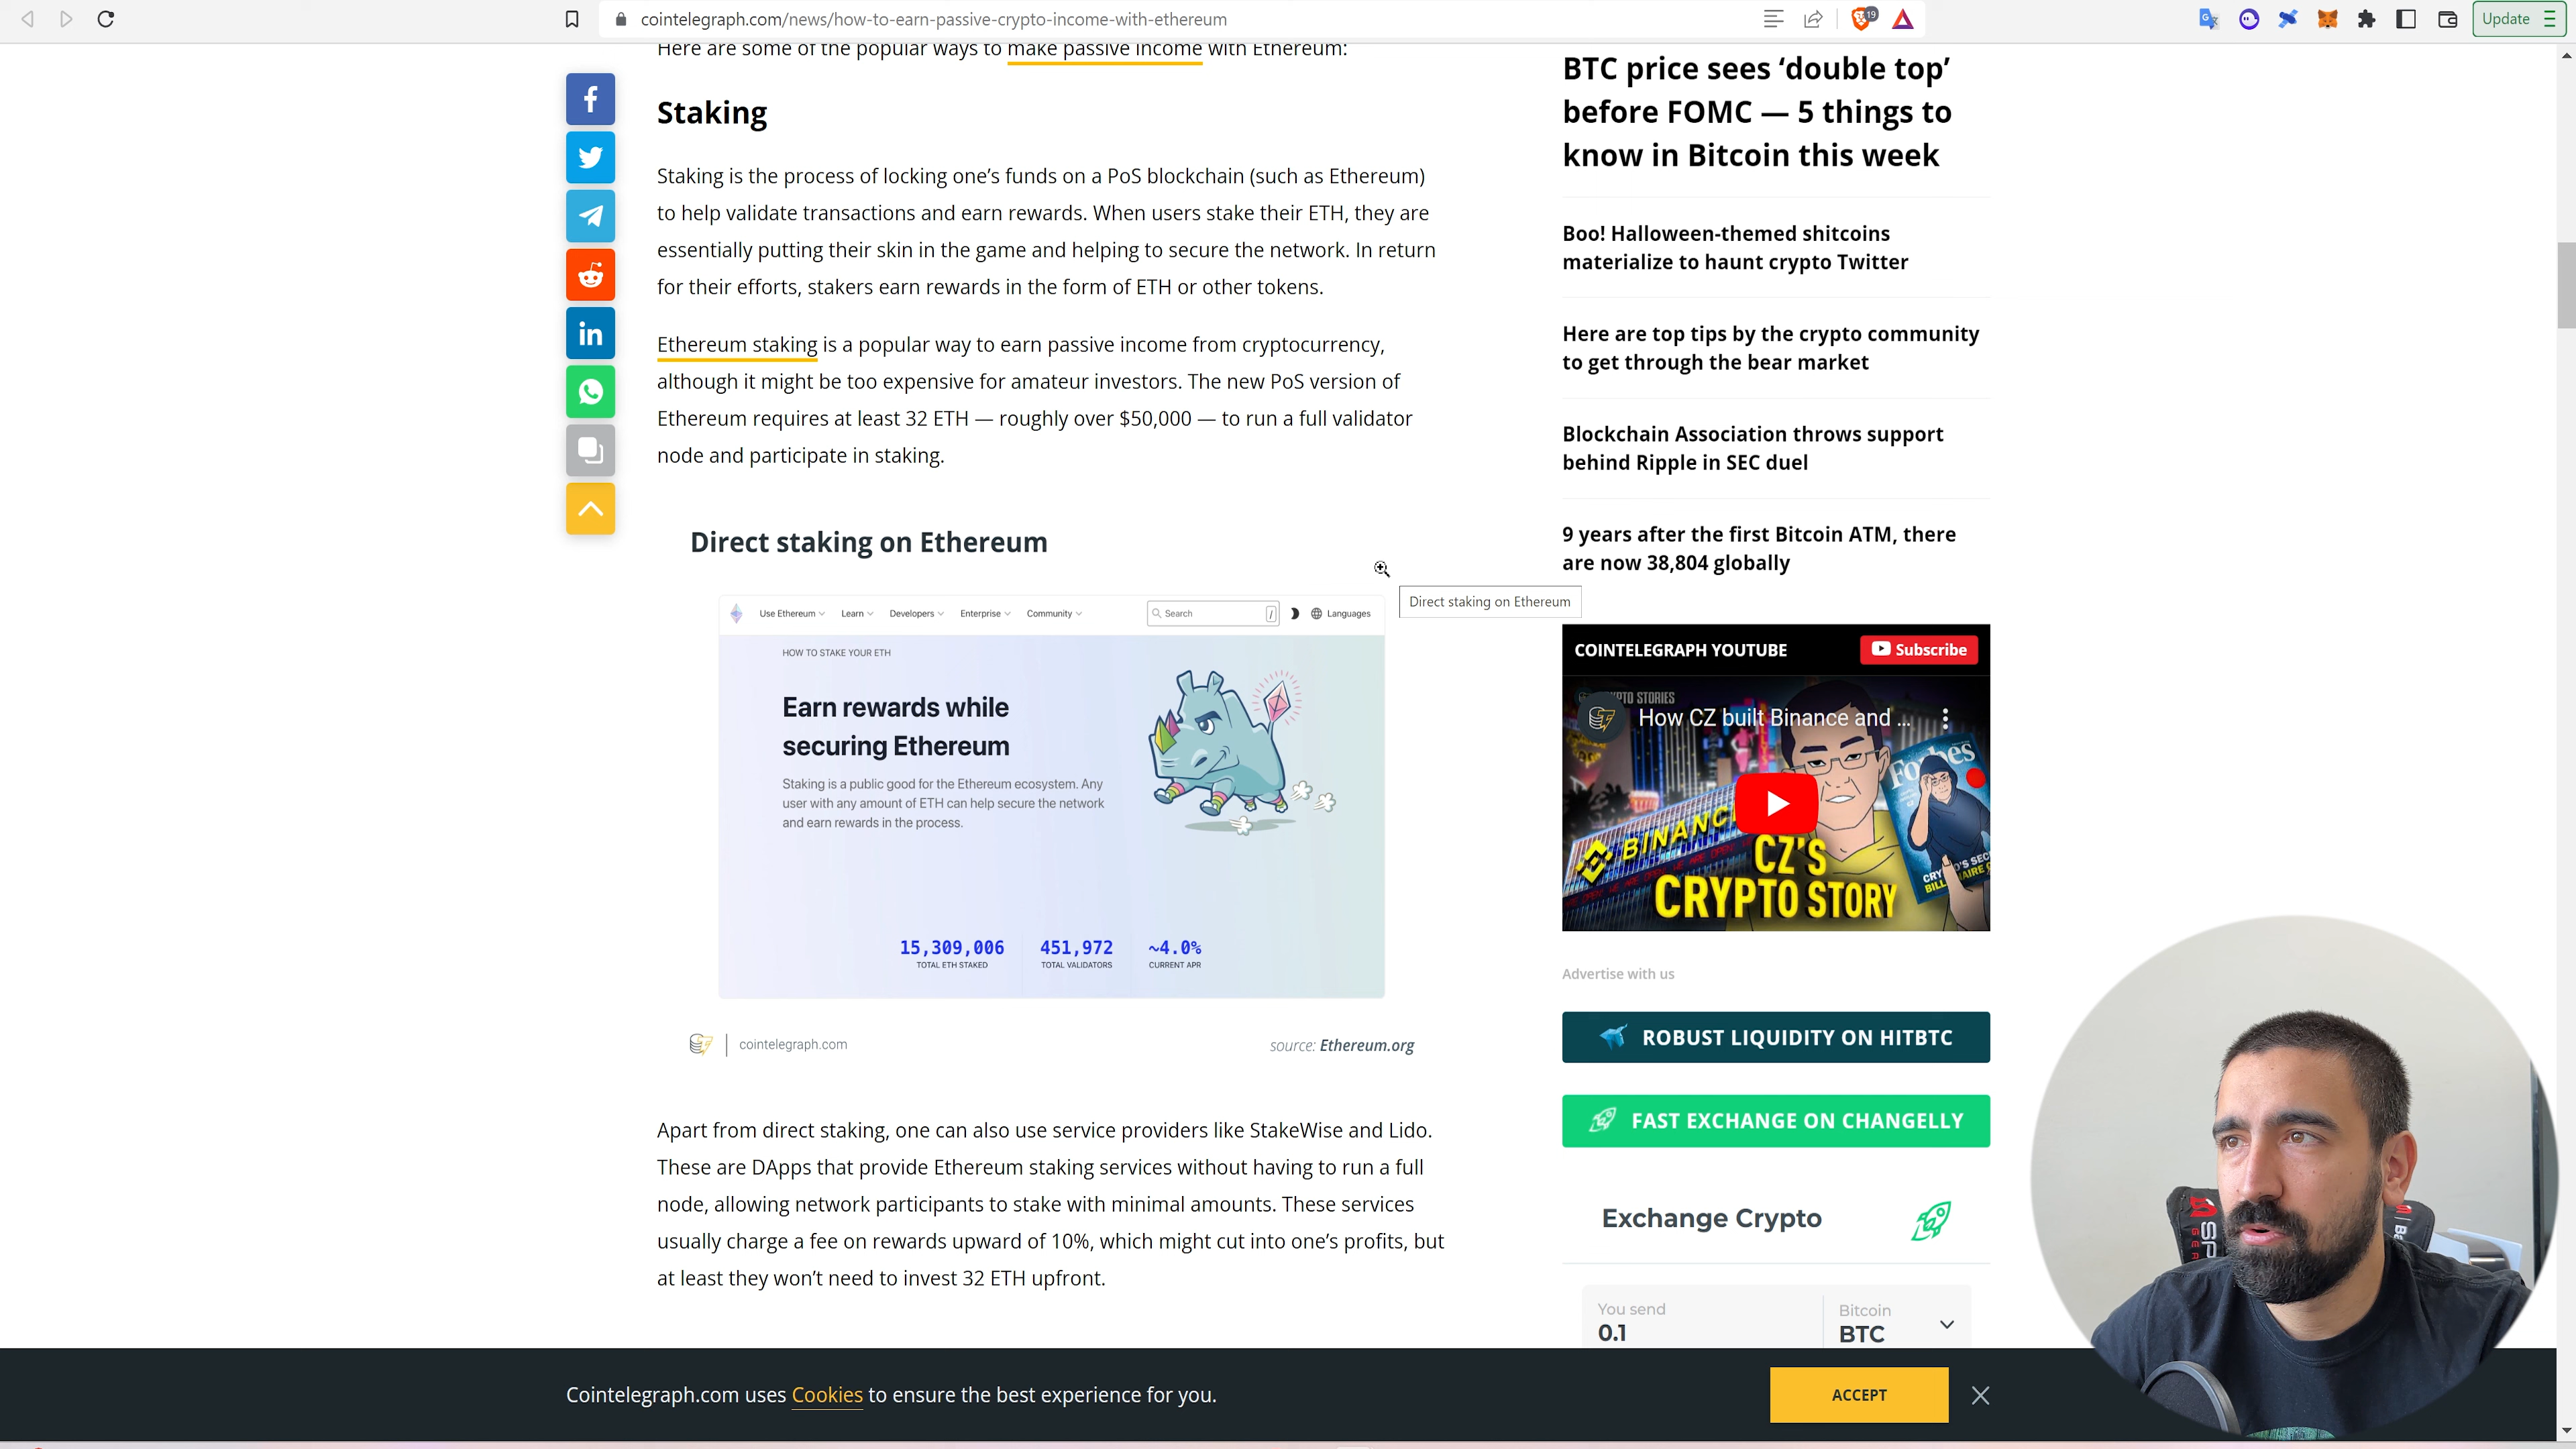 cointelegraph.com/news/how-to-earn-passive-crypto-income-with-ethereum
19
Update
Here are some of the popular ways to make passive income with Ethereum:
Staking
Staking is the process of locking one's funds on a PoS blockchain (such as Ethereum)
to help validate transactions and earn rewards. When users stake their ETH, they are
essentially putting their skin in the game and helping to secure the network. In return
for their efforts, stakers earn rewards in the form of ETH or other tokens.
Ethereum staking is a popular way to earn passive income from cryptocurrency,
although it might be too expensive for amateur investors. The new PoS version of
Ethereum requires at least 32 ETH — roughly over $50,000 — to run a full validator
node and participate in staking.
Direct staking on Ethereum
Direct staking on Ethereum
Use Ethereum Learn Developers Enterprise Community Search / Languages
HOW TO STAKE YOUR ETH
Earn rewards while
securing Ethereum
Staking is a public good for the Ethereum ecosystem. Any
user with any amount of ETH can help secure the network
and earn rewards in the process.
15,309,006 451,972 ~4.0%
TOTAL ETH STAKED TOTAL VALIDATORS CURRENT APR
cointelegraph.com source: Ethereum.org
Apart from direct staking, one can also use service providers like StakeWise and Lido.
These are DApps that provide Ethereum staking services without having to run a full
node, allowing network participants to stake with minimal amounts. These services
usually charge a fee on rewards upward of 10%, which might cut into one's profits, but
at least they won't need to invest 32 ETH upfront.
BTC price sees ‘double top’
before FOMC — 5 things to
know in Bitcoin this week
Boo! Halloween-themed shitcoins
materialize to haunt crypto Twitter
Here are top tips by the crypto community
to get through the bear market
Blockchain Association throws support
behind Ripple in SEC duel
9 years after the first Bitcoin ATM, there
are now 38,804 globally
COINTELEGRAPH YOUTUBE Subscribe
How CZ built Binance and ...
Forbes
CZ'S
CRYPTO STORY
Advertise with us
ROBUST LIQUIDITY ON HITBTC
FAST EXCHANGE ON CHANGELLY
Exchange Crypto
You send Bitcoin
0.1 BTC
Cointelegraph.com uses Cookies to ensure the best experience for you.
ACCEPT